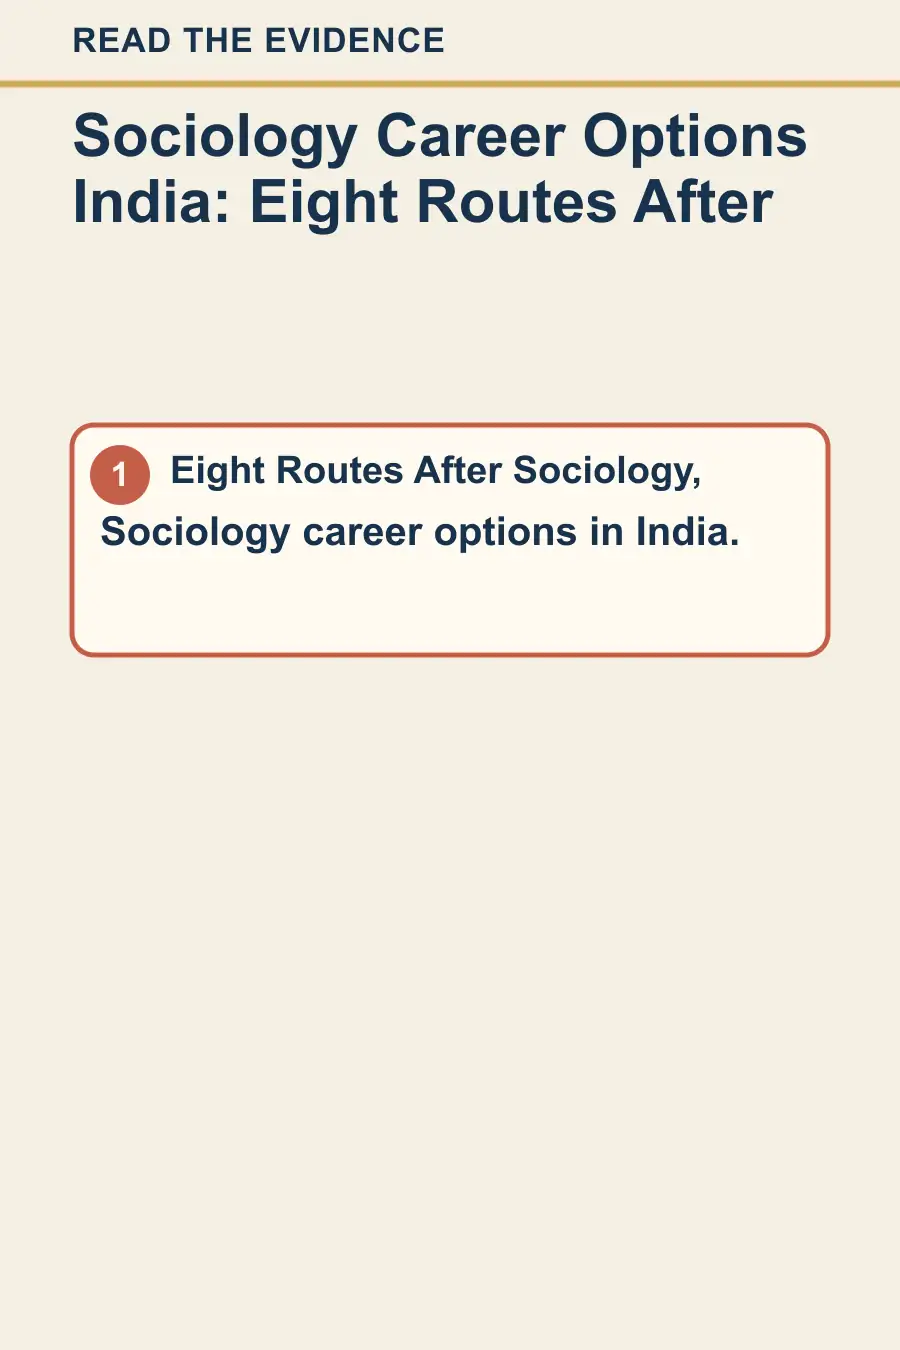 READ THE EVIDENCE
Sociology Career Options
India: Eight Routes After
1 Eight Routes After Sociology,
Sociology career options in India.